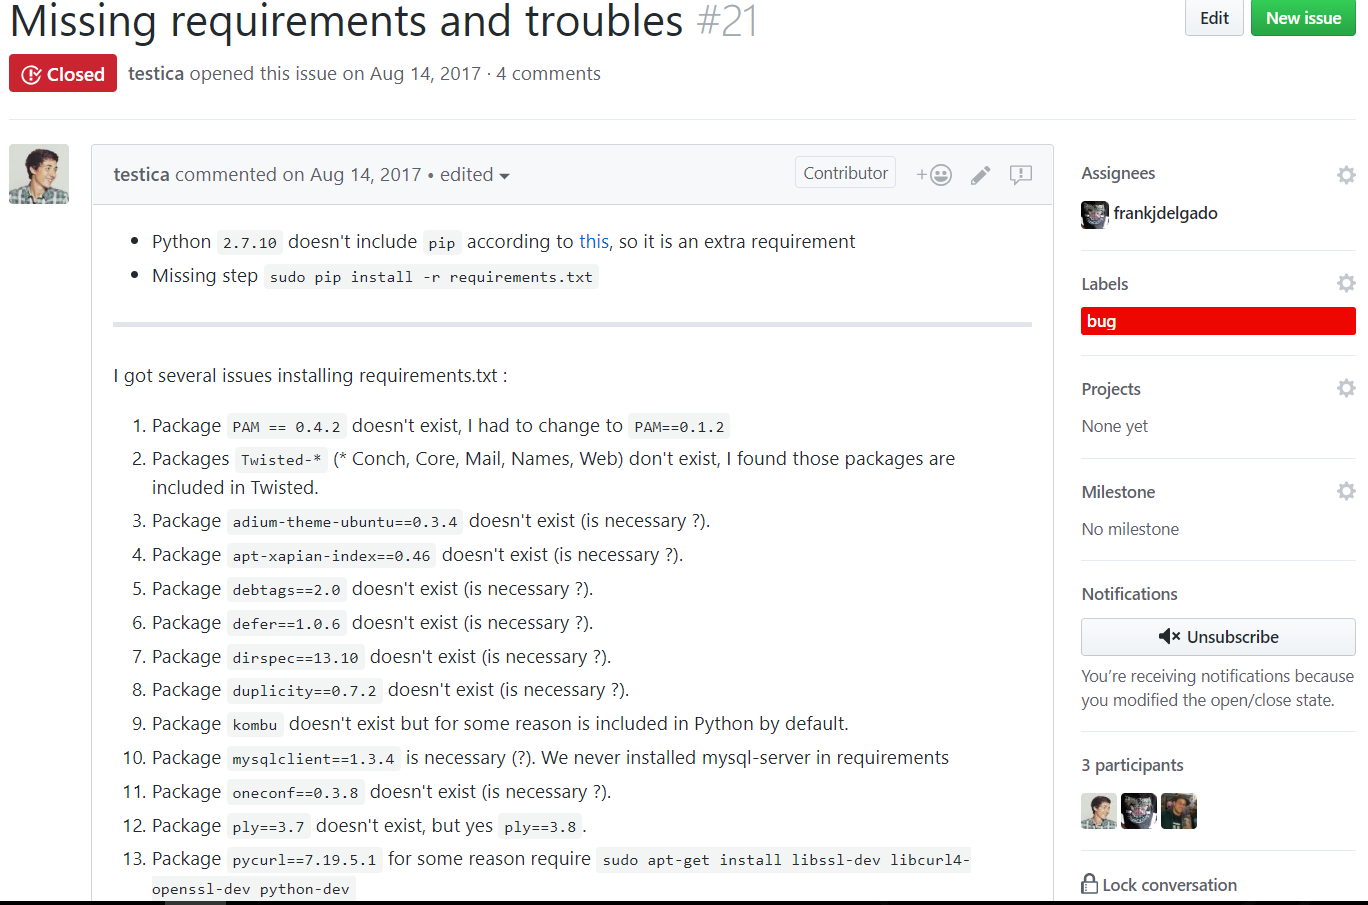 Missing requirements and troubles #21
Edit
New issue
Closed
testica opened this issue on Aug 14, 2017 · 4 comments
testica commented on Aug 14, 2017 • edited
Contributor
+
• Python 2.7.10 doesn't include pip according to this, so it is an extra requirement
• Missing step sudo pip install -r requirements.txt
I got several issues installing requirements.txt :
1. Package PAM == 0.4.2 doesn't exist, I had to change to PAM==0.1.2
2. Packages Twisted-* (* Conch, Core, Mail, Names, Web) don't exist, I found those packages are
included in Twisted.
3. Package adium-theme-ubuntu==0.3.4 doesn't exist (is necessary ?).
4. Package apt-xapian-index==0.46 doesn't exist (is necessary ?).
5. Package debtags==2.0 doesn't exist (is necessary ?).
6. Package defer==1.0.6 doesn't exist (is necessary ?).
7. Package dirspec==13.10 doesn't exist (is necessary ?).
8. Package duplicity==0.7.2 doesn't exist (is necessary ?).
9. Package kombu doesn't exist but for some reason is included in Python by default.
10. Package mysqlclient==1.3.4 is necessary (?). We never installed mysql-server in requirements
11. Package oneconf==0.3.8 doesn't exist (is necessary ?).
12. Package ply==3.7 doesn't exist, but yes ply==3.8 .
13. Package pycurl==7.19.5.1 for some reason require sudo apt-get install libssl-dev libcurl4-
openssl-dev python-dev
Assignees
frankjdelgado
Labels
bug
Projects
None yet
Milestone
No milestone
Notifications
Unsubscribe
You’re receiving notifications because
you modified the open/close state.
3 participants
Lock conversation